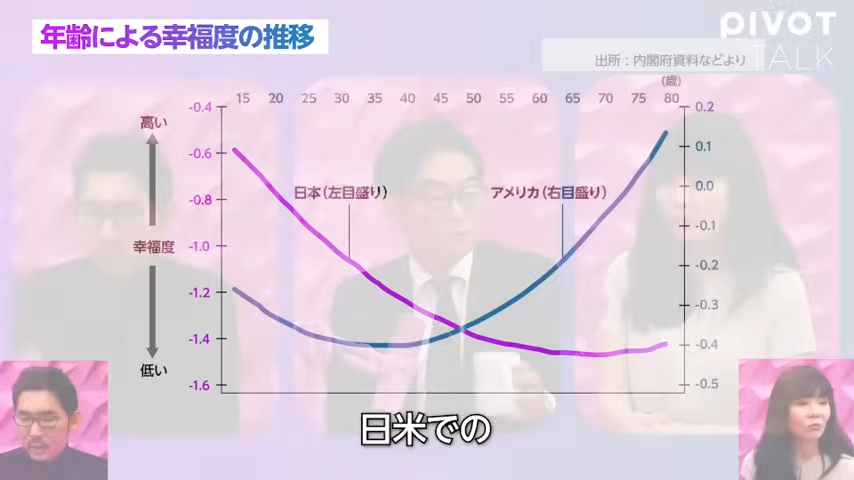 年齢による幸福度の推移
PIVOT
TALK
出所：内閣府資料などより
(歳)
15 20 25 30 35 40 45 50 55 60 65 70 75 80
高い
幸福度
低い
-0.4
-0.6
-0.8
-1.0
-1.2
-1.4
-1.6
日本(左目盛り)
アメリカ(右目盛り)
0.2
0.1
0.0
-0.1
-0.2
-0.3
-0.4
-0.5
日米での